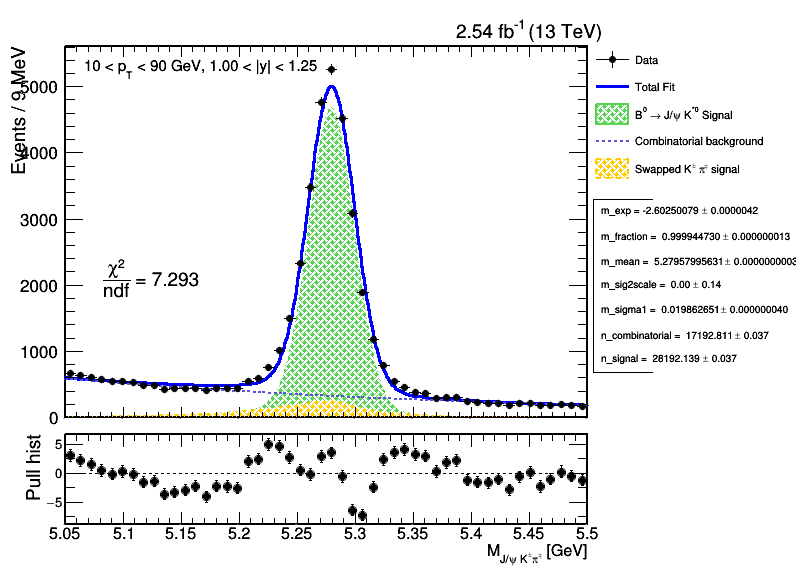 2.54 fb⁻¹ (13 TeV)
Events / 9 MeV
10 < p_T < 90 GeV, 1.00 < |y| < 1.25
5000
4000
3000
2000
1000
0
χ²
ndf = 7.293
Data
Total Fit
B⁰ → J/ψ K*⁰ Signal
Combinatorial background
Swapped K± π∓ signal
m_exp = -2.60250079 ± 0.0000042
m_fraction = 0.999944730 ± 0.000000013
m_mean = 5.27957995631 ± 0.0000000003
m_sig2scale = 0.00 ± 0.14
m_sigma1 = 0.019862651 ± 0.000000040
n_combinatorial = 17192.811 ± 0.037
n_signal = 28192.139 ± 0.037
Pull hist
5
0
−5
5.05 5.1 5.15 5.2 5.25 5.3 5.35 5.4 5.45 5.5
M_J/ψ K± π∓ [GeV]